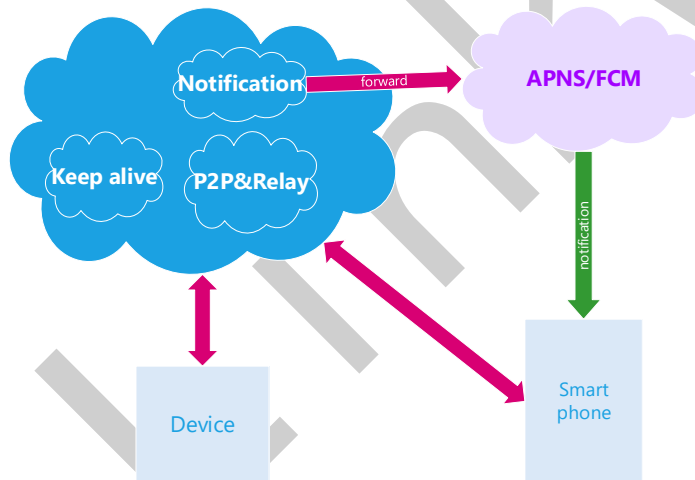 Notification
forward
APNS/FCM
Keep alive
P2P&Relay
notification
Smart
phone
Device